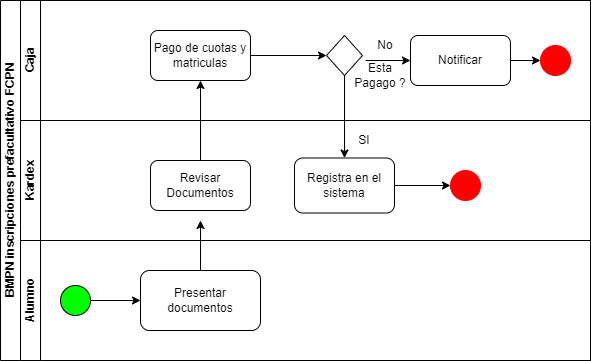 BMPN inscripciones prefacultativo FCPN
Caja
Pago de cuotas y
matriculas
No
Esta
Pagago ?
Notificar
Kardex
Revisar
Documentos
SI
Registra en el
sistema
Alumno
Presentar
documentos